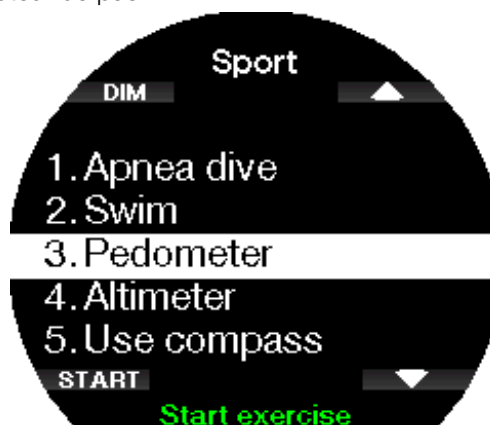 Sport
DIM
1. Apnea dive
2. Swim
3. Pedometer
4. Altimeter
5. Use compass
START
Start exercise